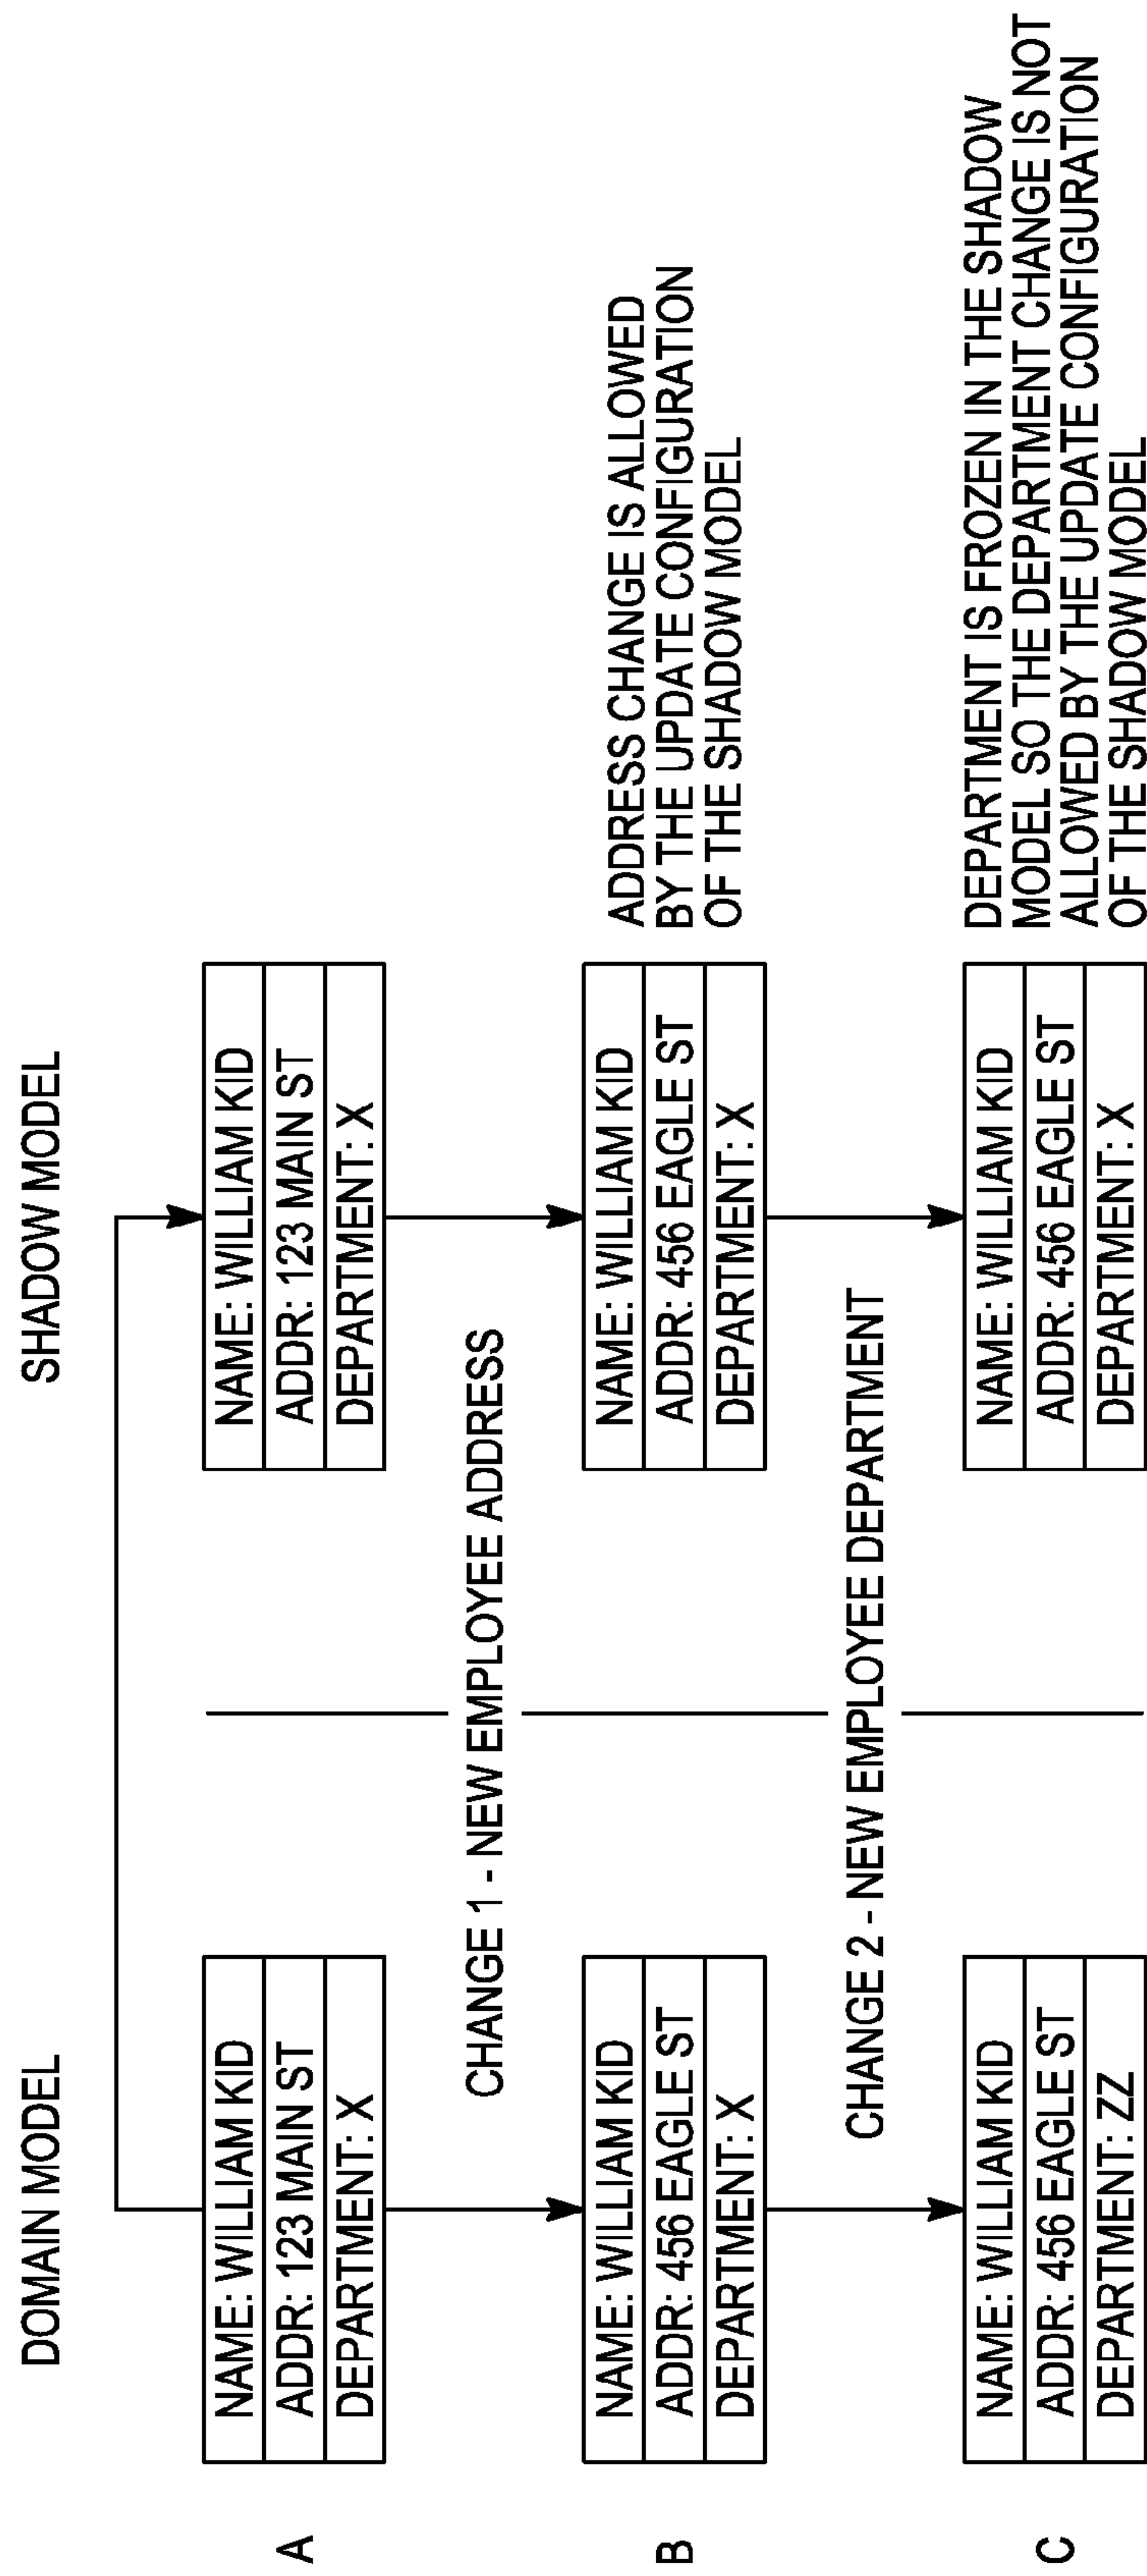 DOMAIN MODEL
SHADOW MODEL
A
NAME: WILLIAM KID
ADDR: 123 MAIN ST
DEPARTMENT: X
NAME: WILLIAM KID
ADDR: 123 MAIN ST
DEPARTMENT: X
CHANGE 1 - NEW EMPLOYEE ADDRESS
B
NAME: WILLIAM KID
ADDR: 456 EAGLE ST
DEPARTMENT: X
NAME: WILLIAM KID
ADDR: 456 EAGLE ST
DEPARTMENT: X
ADDRESS CHANGE IS ALLOWED
BY THE UPDATE CONFIGURATION
OF THE SHADOW MODEL
CHANGE 2 - NEW EMPLOYEE DEPARTMENT
C
NAME: WILLIAM KID
ADDR: 456 EAGLE ST
DEPARTMENT: ZZ
NAME: WILLIAM KID
ADDR: 456 EAGLE ST
DEPARTMENT: X
DEPARTMENT IS FROZEN IN THE SHADOW
MODEL SO THE DEPARTMENT CHANGE IS NOT
ALLOWED BY THE UPDATE CONFIGURATION
OF THE SHADOW MODEL